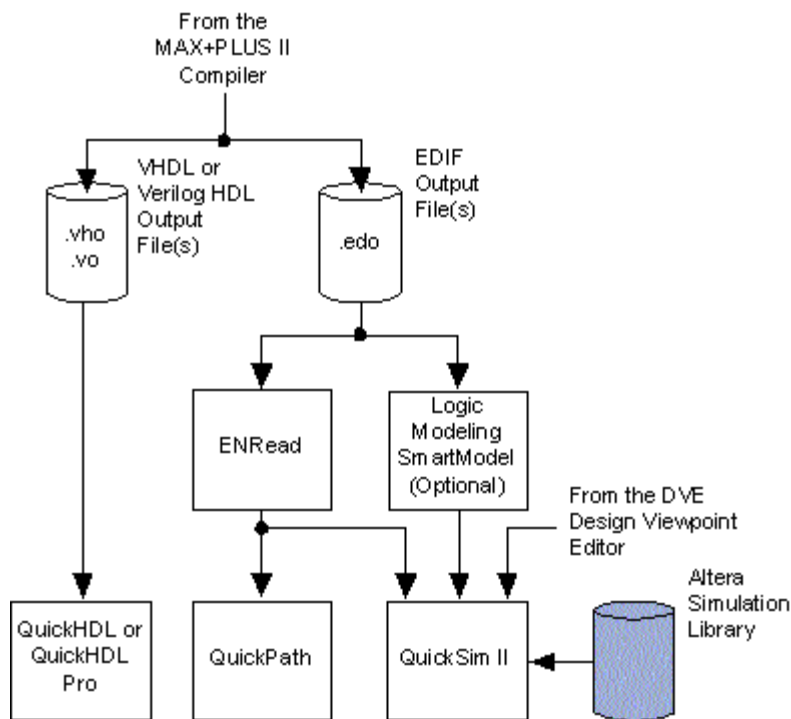 From the
MAX+PLUS II
Compiler
VHDL or
Verilog HDL
Output
File(s)
EDIF
Output
File(s)
.vho
.vo
.edo
ENRead
Logic
Modeling
SmartModel
(Optional)
From the DVE
Design Viewpoint
Editor
Altera
Simulation
Library
QuickHDL or
QuickHDL
Pro
QuickPath
QuickSim II